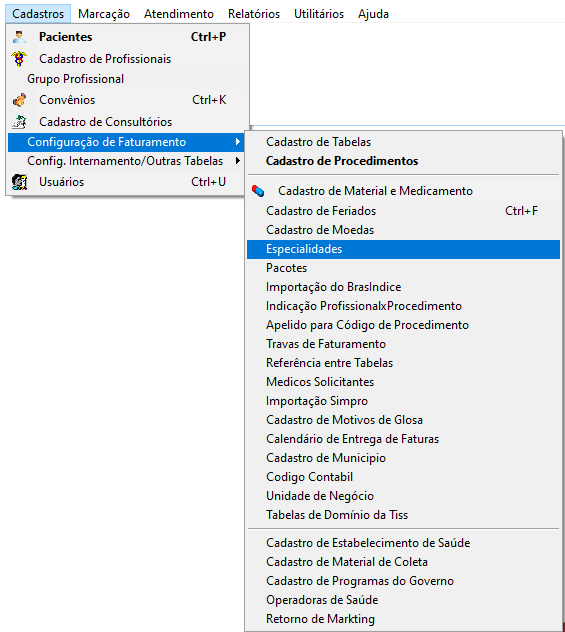 Cadastros Marcação Atendimento Relatórios Utilitários Ajuda
Pacientes Ctrl+P
Cadastro de Profissionais
Grupo Profissional
Convênios Ctrl+K
Cadastro de Consultórios
Configuração de Faturamento
Config. Internamento/Outras Tabelas
Usuários Ctrl+U
Cadastro de Tabelas
Cadastro de Procedimentos
Cadastro de Material e Medicamento
Cadastro de Feriados Ctrl+F
Cadastro de Moedas
Especialidades
Pacotes
Importação do BrasIndice
Indicação ProfissionalxProcedimento
Apelido para Código de Procedimento
Travas de Faturamento
Referência entre Tabelas
Medicos Solicitantes
Importação Simpro
Cadastro de Motivos de Glosa
Calendário de Entrega de Faturas
Cadastro de Municipio
Codigo Contabil
Unidade de Negócio
Tabelas de Domínio da Tiss
Cadastro de Estabelecimento de Saúde
Cadastro de Material de Coleta
Cadastro de Programas do Governo
Operadoras de Saúde
Retorno de Markting